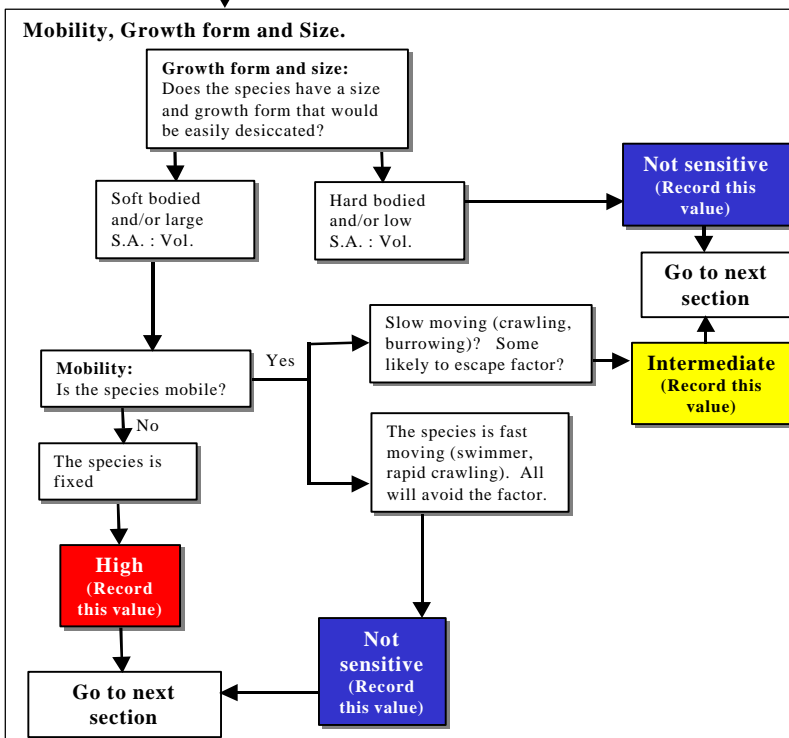 Mobility, Growth form and Size.
Growth form and size:
Does the species have a size
and growth form that would
be easily desiccated?
Soft bodied
and/or large
S.A. : Vol.
Hard bodied
and/or low
S.A. : Vol.
Not sensitive
(Record this
value)
Go to next
section
Mobility:
Is the species mobile?
Yes
Slow moving (crawling,
burrowing)? Some
likely to escape factor?
Intermediate
(Record this
value)
No
The species is
fixed
The species is fast
moving (swimmer,
rapid crawling). All
will avoid the factor.
High
(Record
this value)
Not
sensitive
(Record
this value)
Go to next
section